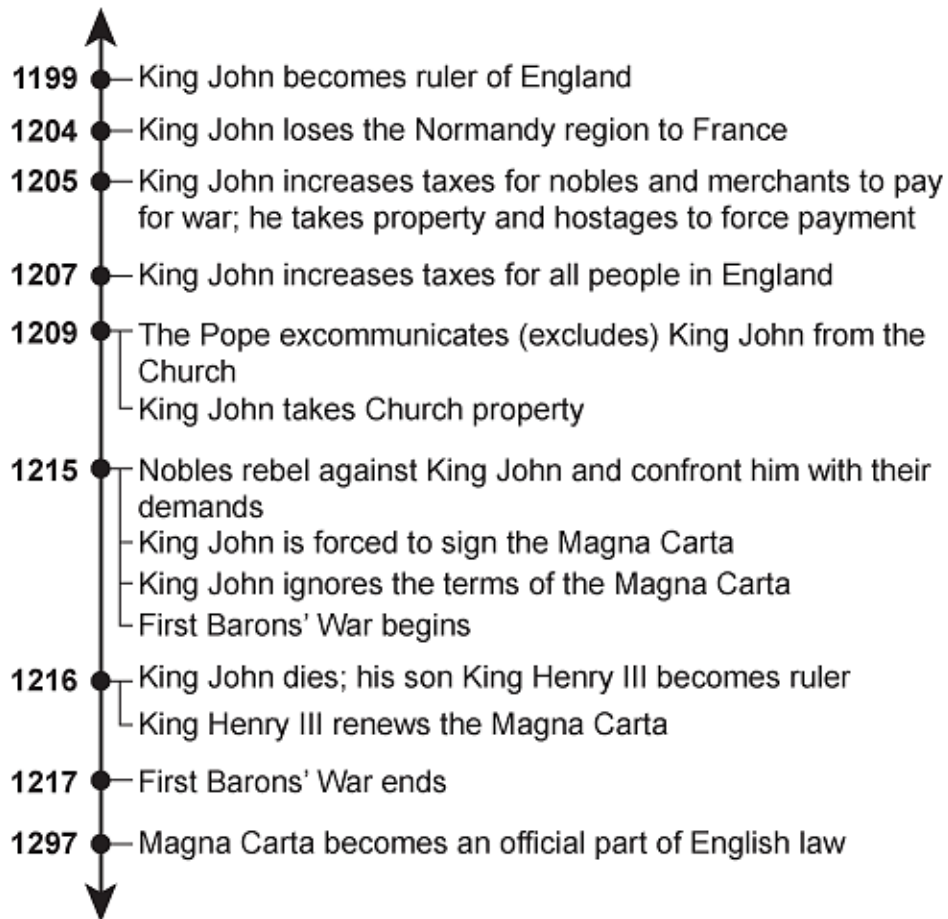 1199 King John becomes ruler of England
1204 King John loses the Normandy region to France
1205 King John increases taxes for nobles and merchants to pay
for war; he takes property and hostages to force payment
1207 King John increases taxes for all people in England
1209 The Pope excommunicates (excludes) King John from the
Church
King John takes Church property
1215 Nobles rebel against King John and confront him with their
demands
King John is forced to sign the Magna Carta
King John ignores the terms of the Magna Carta
First Barons’ War begins
1216 King John dies; his son King Henry III becomes ruler
King Henry III renews the Magna Carta
1217 First Barons’ War ends
1297 Magna Carta becomes an official part of English law